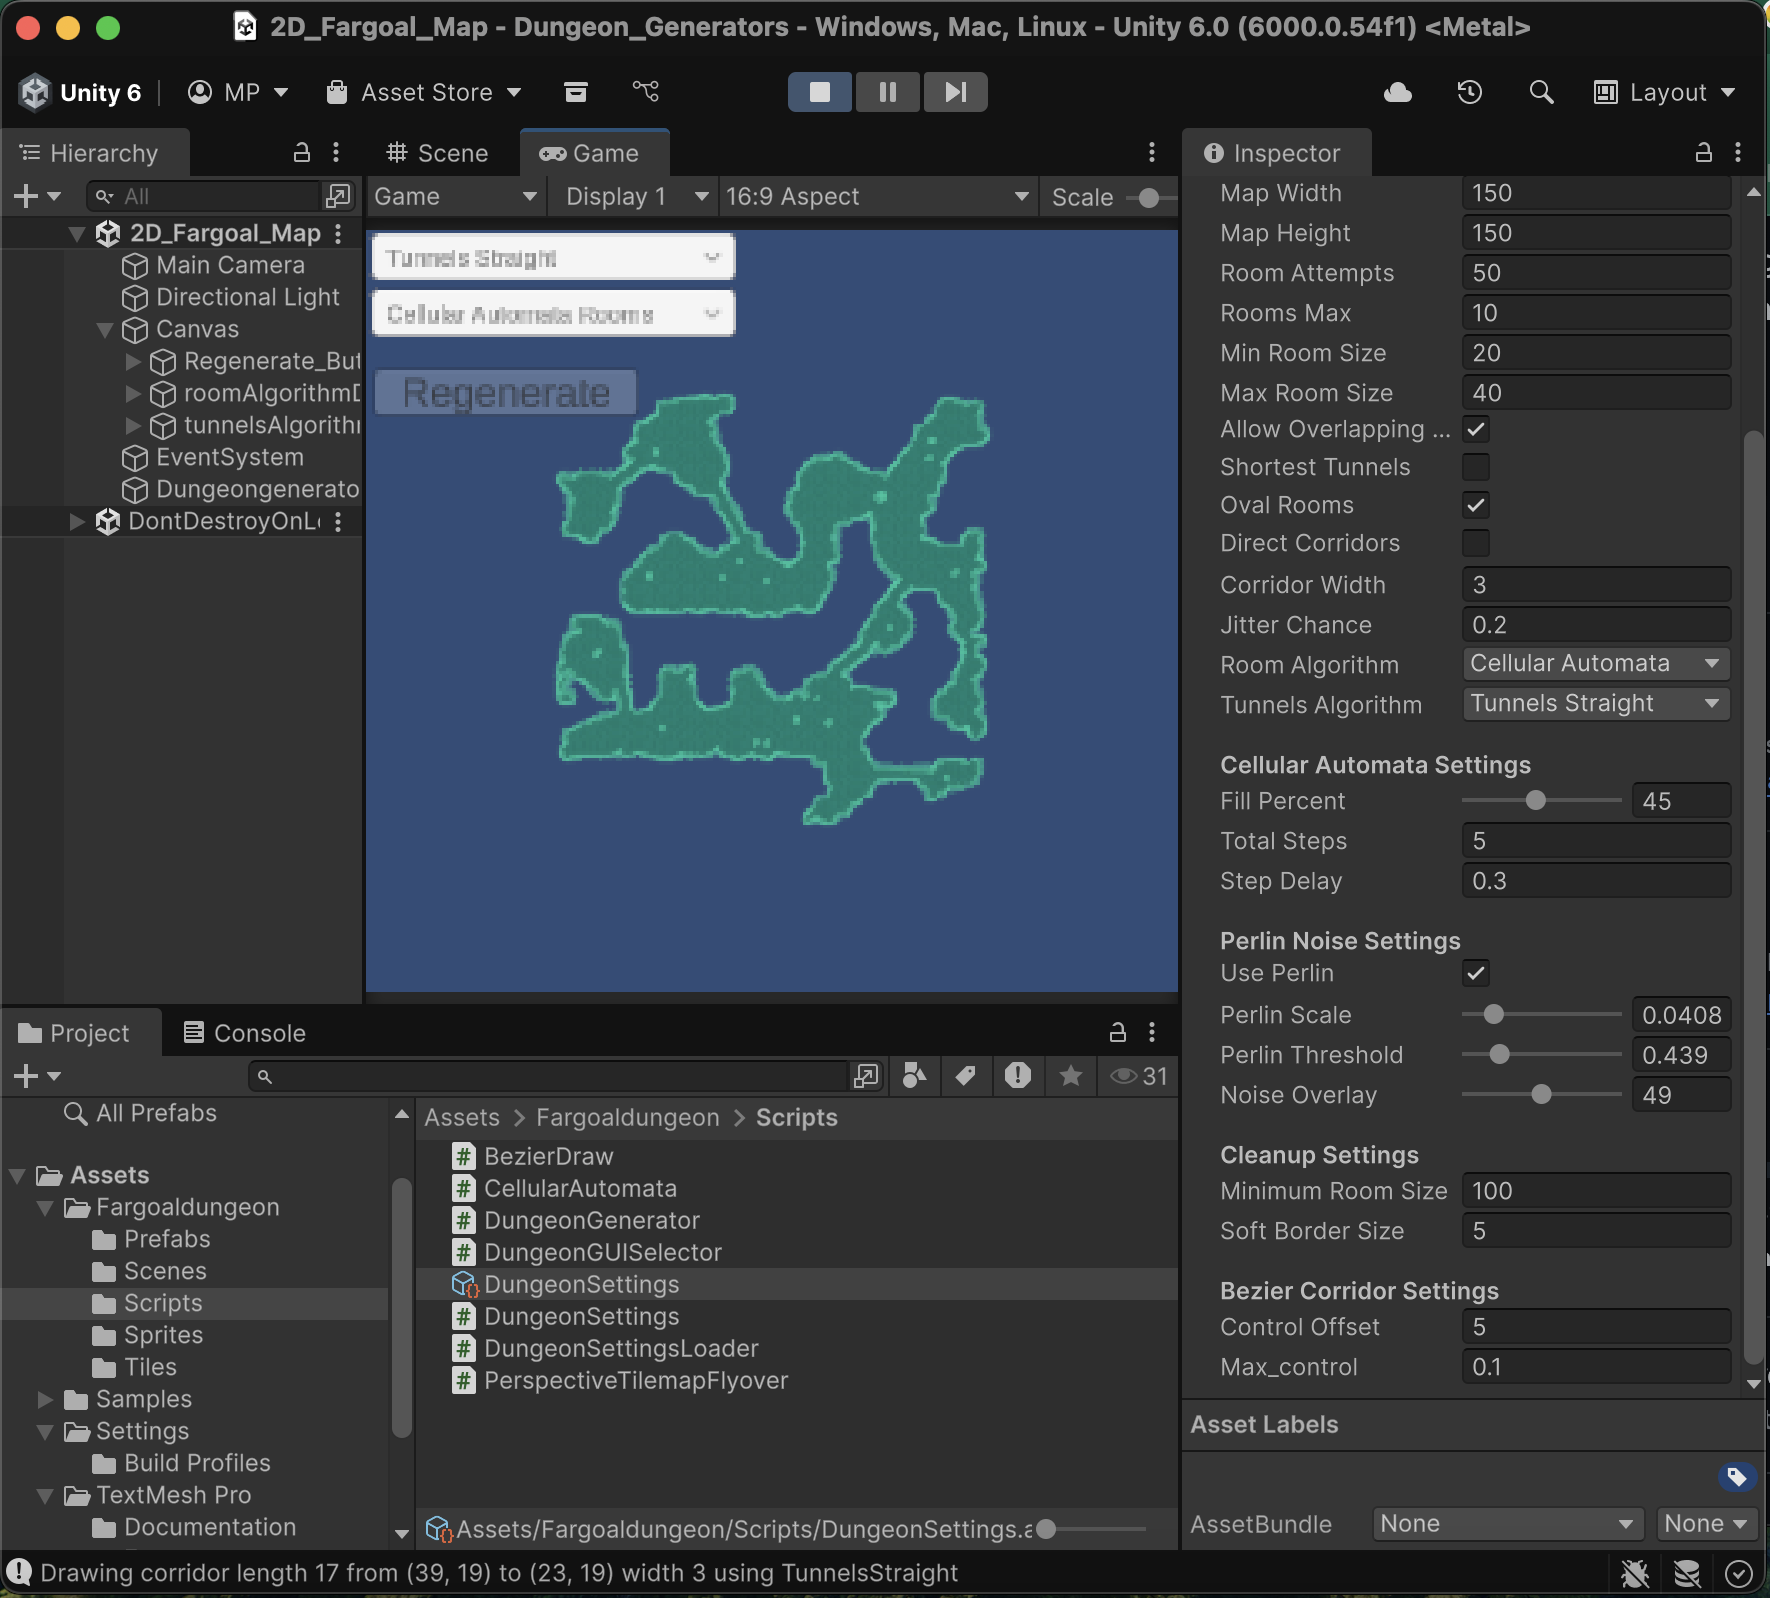 2D_Fargoal_Map - Dungeon_Generators - Windows, Mac, Linux - Unity 6.0 (6000.0.54f1) <Metal>
Unity 6
MP
Asset Store
Layout
Hierarchy
All
2D_Fargoal_Map
Main Camera
Directional Light
Canvas
Regenerate_But
roomAlgorithmD
tunnelsAlgorith
EventSystem
Dungeongenerato
DontDestroyOnL
Scene
Game
Game
Display 1
16:9 Aspect
Scale
Tunnels Straight
Cellular Automata Rooms
Regenerate
Inspector
Map Width 150
Map Height 150
Room Attempts 50
Rooms Max 10
Min Room Size 20
Max Room Size 40
Allow Overlapping ...
Shortest Tunnels
Oval Rooms
Direct Corridors
Corridor Width 3
Jitter Chance 0.2
Room Algorithm Cellular Automata
Tunnels Algorithm Tunnels Straight
Cellular Automata Settings
Fill Percent 45
Total Steps 5
Step Delay 0.3
Perlin Noise Settings
Use Perlin
Perlin Scale 0.0408
Perlin Threshold 0.439
Noise Overlay 49
Cleanup Settings
Minimum Room Size 100
Soft Border Size 5
Bezier Corridor Settings
Control Offset 5
Max_control 0.1
Asset Labels
AssetBundle None None
Project
Console
31
All Prefabs
Assets
Fargoaldungeon
Prefabs
Scenes
Scripts
Sprites
Tiles
Samples
Settings
Build Profiles
TextMesh Pro
Documentation
Assets > Fargoaldungeon > Scripts
BezierDraw
CellularAutomata
DungeonGenerator
DungeonGUISelector
DungeonSettings
DungeonSettings
DungeonSettingsLoader
PerspectiveTilemapFlyover
Assets/Fargoaldungeon/Scripts/DungeonSettings.a
Drawing corridor length 17 from (39, 19) to (23, 19) width 3 using TunnelsStraight